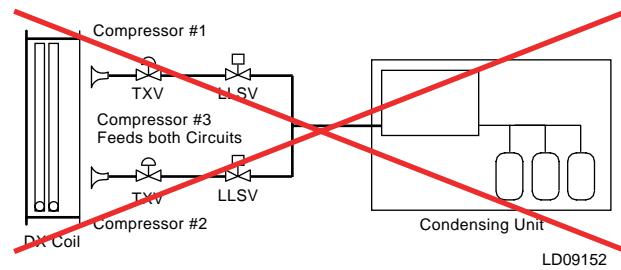 Compressor #1
TXV
LLSV
Compressor #3
Feeds both Circuits
TXV
LLSV
Compressor #2
DX Coil
Condensing Unit
LD09152